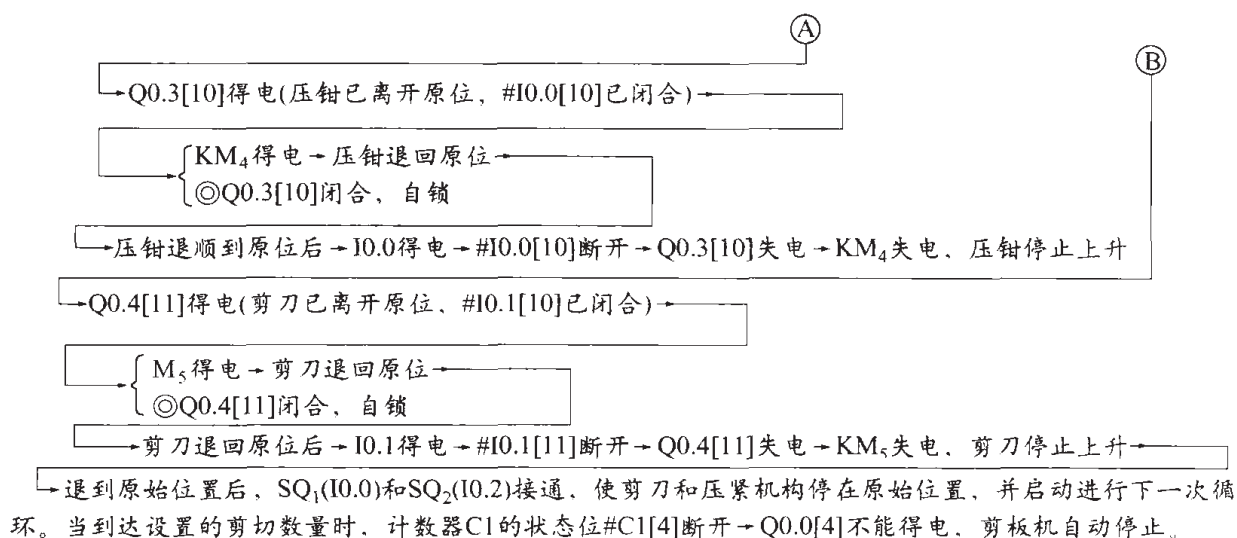 Ⓐ
Ⓑ
Q0.3[10]得电(压钳已离开原位，#I0.0[10]已闭合)
KM₄得电→压钳退回原位
◎Q0.3[10]闭合、自锁
压钳退顺到原位后→I0.0得电→#I0.0[10]断开→Q0.3[10]失电→KM₄失电、压钳停止上升
Q0.4[11]得电(剪刀已离开原位、#I0.1[10]已闭合)
M₅得电→剪刀退回原位
◎Q0.4[11]闭合、自锁
剪刀退回原位后→I0.1得电→#I0.1[11]断开→Q0.4[11]失电→KM₅失电、剪刀停止上升
退到原始位置后，SQ₁(I0.0)和SQ₂(I0.2)接通，使剪刀和压紧机构停在原始位置，并启动进行下一次循
环。当到达设置的剪切数量时，计数器C1的状态位#C1[4]断开→Q0.0[4]不能得电，剪板机自动停止。